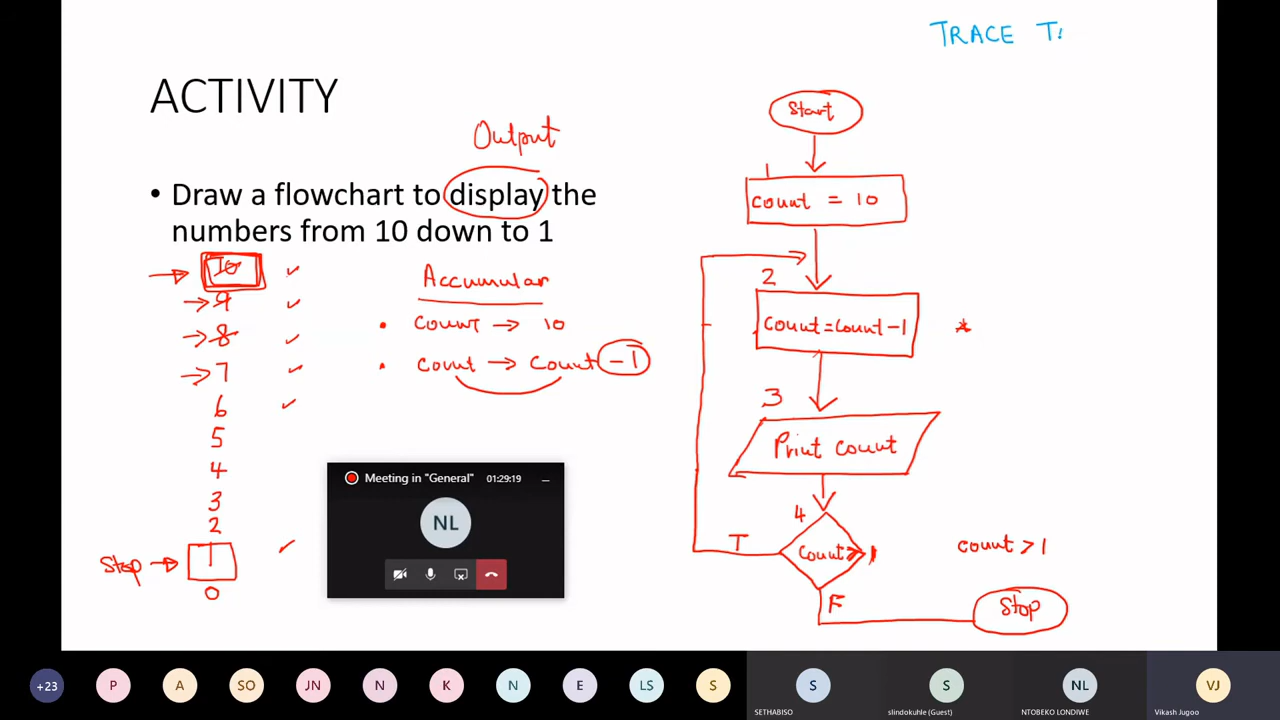 TRACE T
ACTIVITY
Output
• Draw a flowchart to display the
numbers from 10 down to 1
10
9
8
7
6
5
4
3
2
Stop → 1
0
Accumular
• Count → 10
• Count → Count -1
Meeting in "General" 01:29:19
NL
Start
1
Count = 10
2
Count=Count-1 *
3
Print Count
4
T
Count>1
Count > 1
F
Stop
+23 P A SO JN N K N E LS S S S NL VJ
SETHABISO slindokuhle (Guest) NTOBEKO LONDIWE Vikash Jugoo